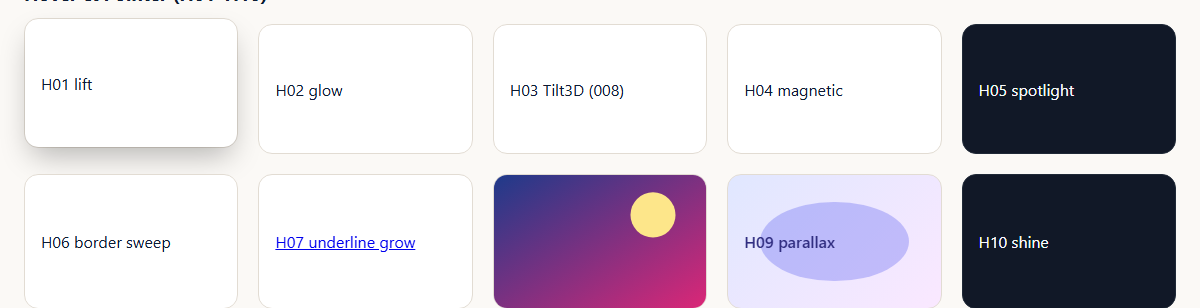 H01 lift
H02 glow
H03 Tilt3D (008)
H04 magnetic
H05 spotlight
H06 border sweep
H07 underline grow
H09 parallax
H10 shine